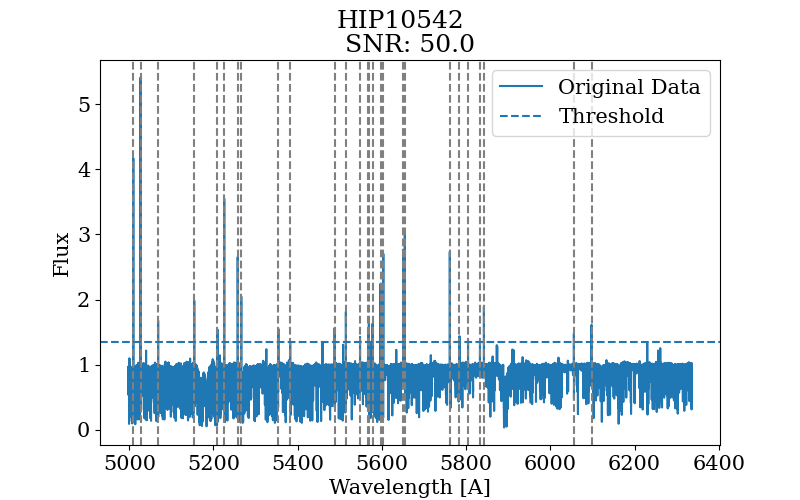 HIP10542
SNR: 50.0
Original Data
Threshold
Flux
5
4
3
2
1
0
5000 5200 5400 5600 5800 6000 6200 6400
Wavelength [A]